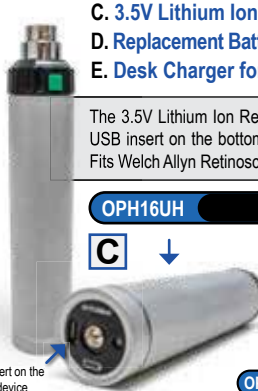 C. 3.5V Lithium Ion
D. Replacement Batt
E. Desk Charger fo
The 3.5V Lithium Ion Re
USB insert on the bottom
Fits Welch Allyn Retinosc
OPH16UH
C
ert on the
device
OP